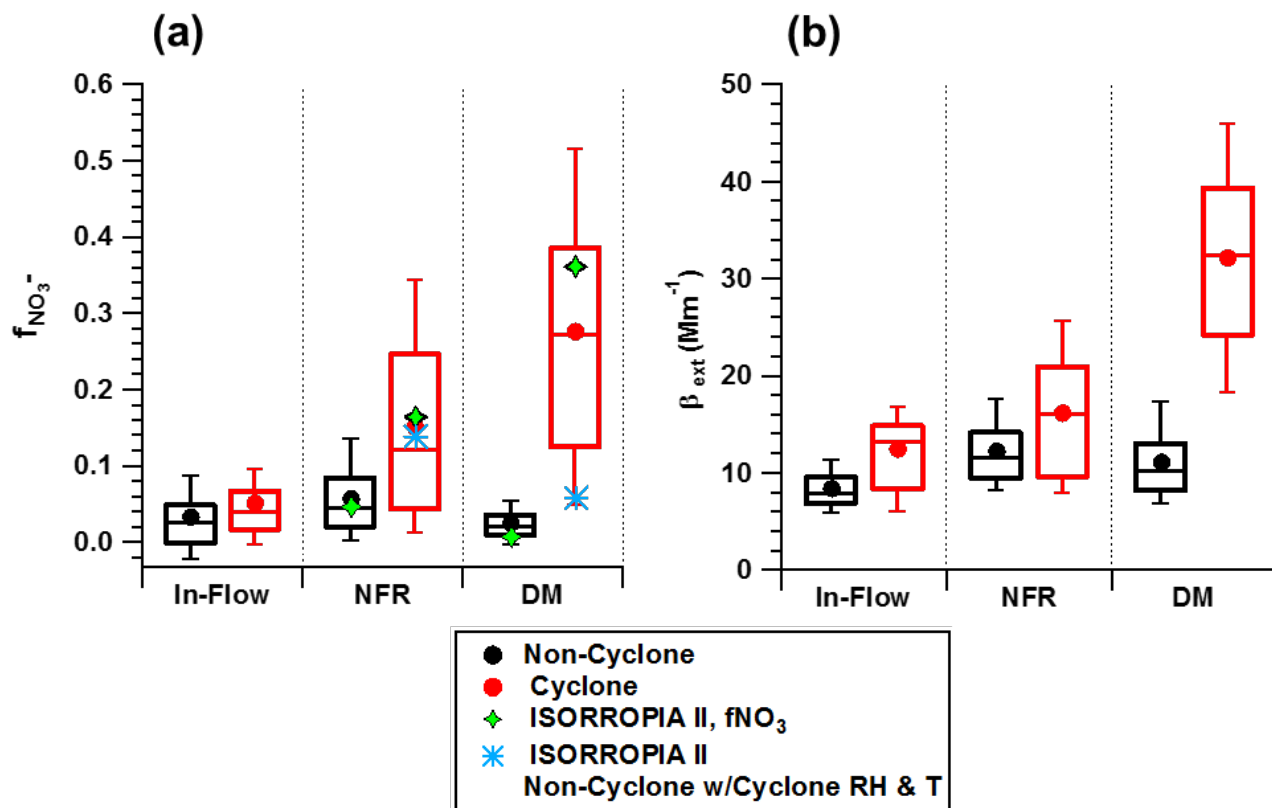 (a)
0.6
0.5
0.4
0.3
0.2
0.1
0.0
fNO₃⁻
In-Flow NFR DM
(b)
50
40
30
20
10
0
β ext (Mm⁻¹)
In-Flow NFR DM
Non-Cyclone
Cyclone
ISORROPIA II, fNO₃
ISORROPIA II
Non-Cyclone w/Cyclone RH & T